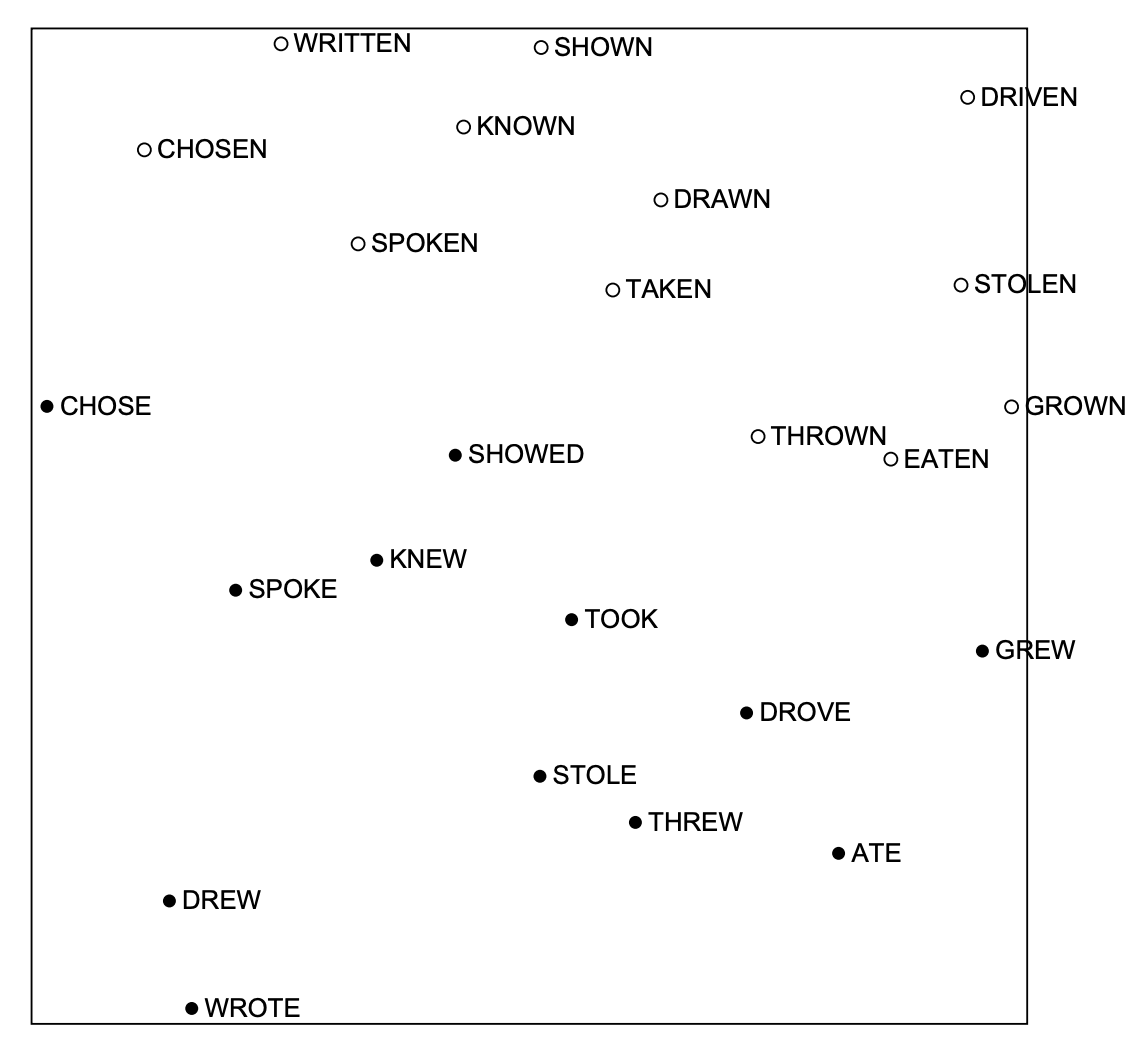 WRITTEN
SHOWN
DRIVEN
KNOWN
CHOSEN
DRAWN
SPOKEN
STOLEN
TAKEN
CHOSE
GROWN
THROWN
SHOWED
EATEN
KNEW
SPOKE
TOOK
GREW
DROVE
STOLE
THREW
ATE
DREW
WROTE